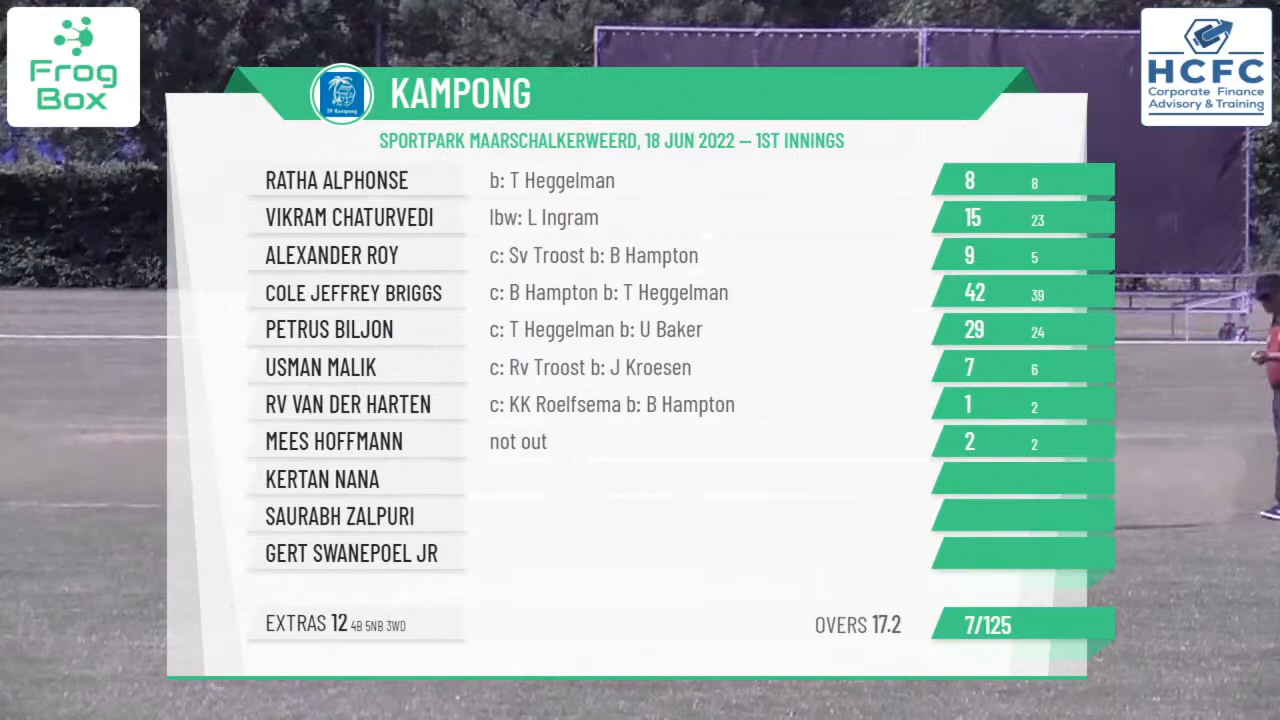 Frog
Box
HCFC
Corporate Finance
Advisory & Training
SV Kampong
KAMPONG
SPORTPARK MAARSCHALKERWEERD, 18 JUN 2022 – 1ST INNINGS
RATHA ALPHONSE b: T Heggelman 8 8
VIKRAM CHATURVEDI lbw: L Ingram 15 23
ALEXANDER ROY c: Sv Troost b: B Hampton 9 5
COLE JEFFREY BRIGGS c: B Hampton b: T Heggelman 42 39
PETRUS BILJON c: T Heggelman b: U Baker 29 24
USMAN MALIK c: Rv Troost b: J Kroesen 7 6
RV VAN DER HARTEN c: KK Roelfsema b: B Hampton 1 2
MEES HOFFMANN not out 2 2
KERTAN NANA
SAURABH ZALPURI
GERT SWANEPOEL JR
EXTRAS 12 4B 5NB 3WD OVERS 17.2 7/125